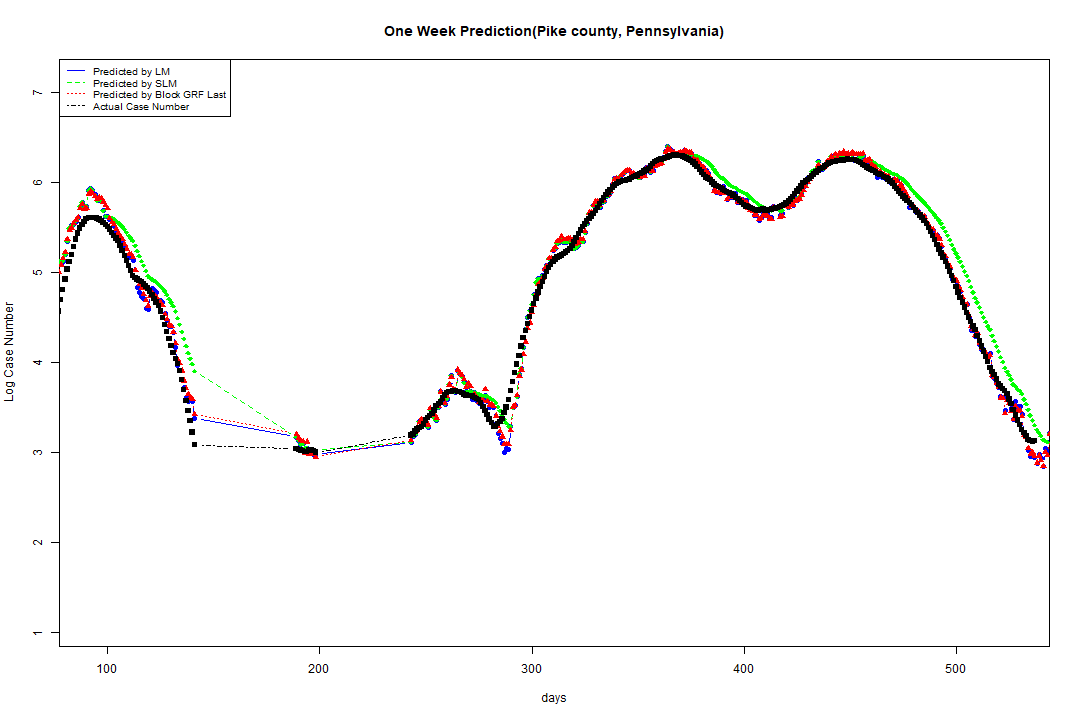 One Week Prediction(Pike county, Pennsylvania)
Predicted by LM
Predicted by SLM
Predicted by Block GRF Last
Actual Case Number
7
6
5
4
3
2
1
Log Case Number
100 200 300 400 500
days